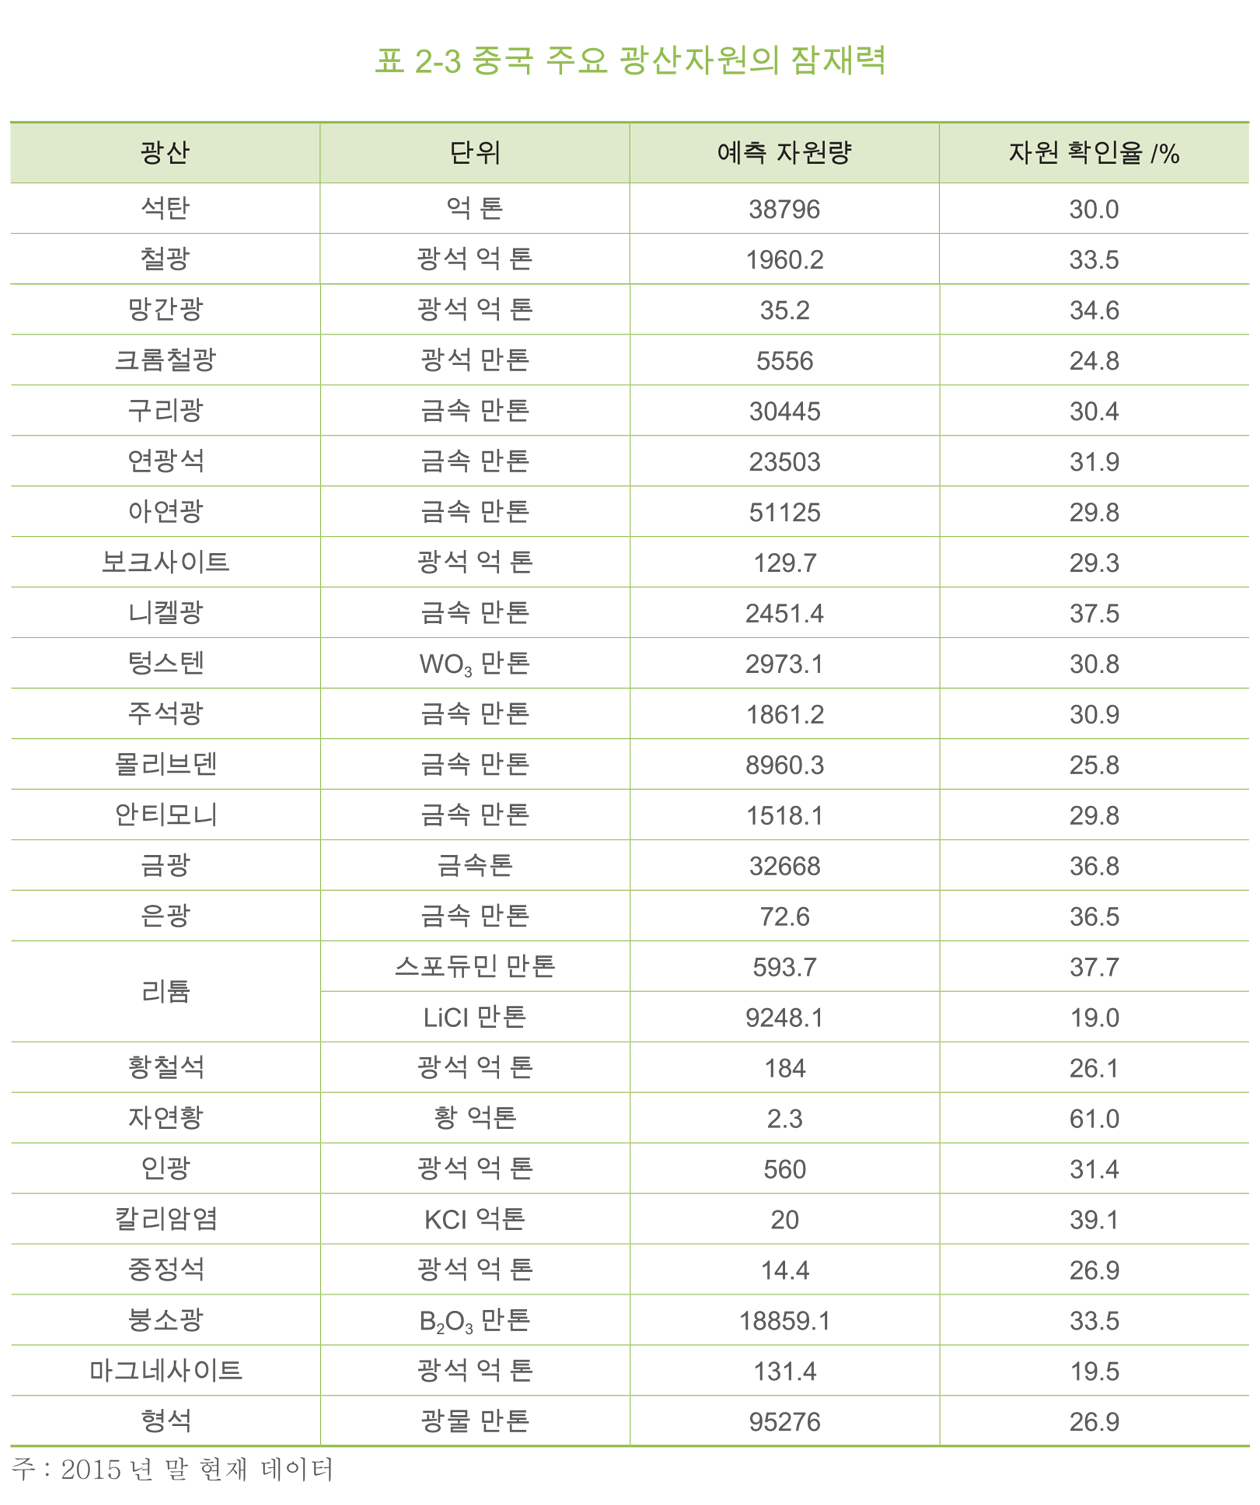 표 2-3 중국 주요 광산자원의 잠재력
광산 단위 예측 자원량 자원 확인율 /%
석탄 억 톤 38796 30.0
철광 광석 억 톤 1960.2 33.5
망간광 광석 억 톤 35.2 34.6
크롬철광 광석 만톤 5556 24.8
구리광 금속 만톤 30445 30.4
연광석 금속 만톤 23503 31.9
아연광 금속 만톤 51125 29.8
보크사이트 광석 억 톤 129.7 29.3
니켈광 금속 만톤 2451.4 37.5
텅스텐 WO₃ 만톤 2973.1 30.8
주석광 금속 만톤 1861.2 30.9
몰리브덴 금속 만톤 8960.3 25.8
안티모니 금속 만톤 1518.1 29.8
금광 금속톤 32668 36.8
은광 금속 만톤 72.6 36.5
리튬 스포듀민 만톤 593.7 37.7
LiCl 만톤 9248.1 19.0
황철석 광석 억 톤 184 26.1
자연황 황 억톤 2.3 61.0
인광 광석 억 톤 560 31.4
칼리암염 KCl 억톤 20 39.1
중정석 광석 억 톤 14.4 26.9
붕소광 B₂O₃ 만톤 18859.1 33.5
마그네사이트 광석 억 톤 131.4 19.5
형석 광물 만톤 95276 26.9
주 : 2015 년 말 현재 데이터